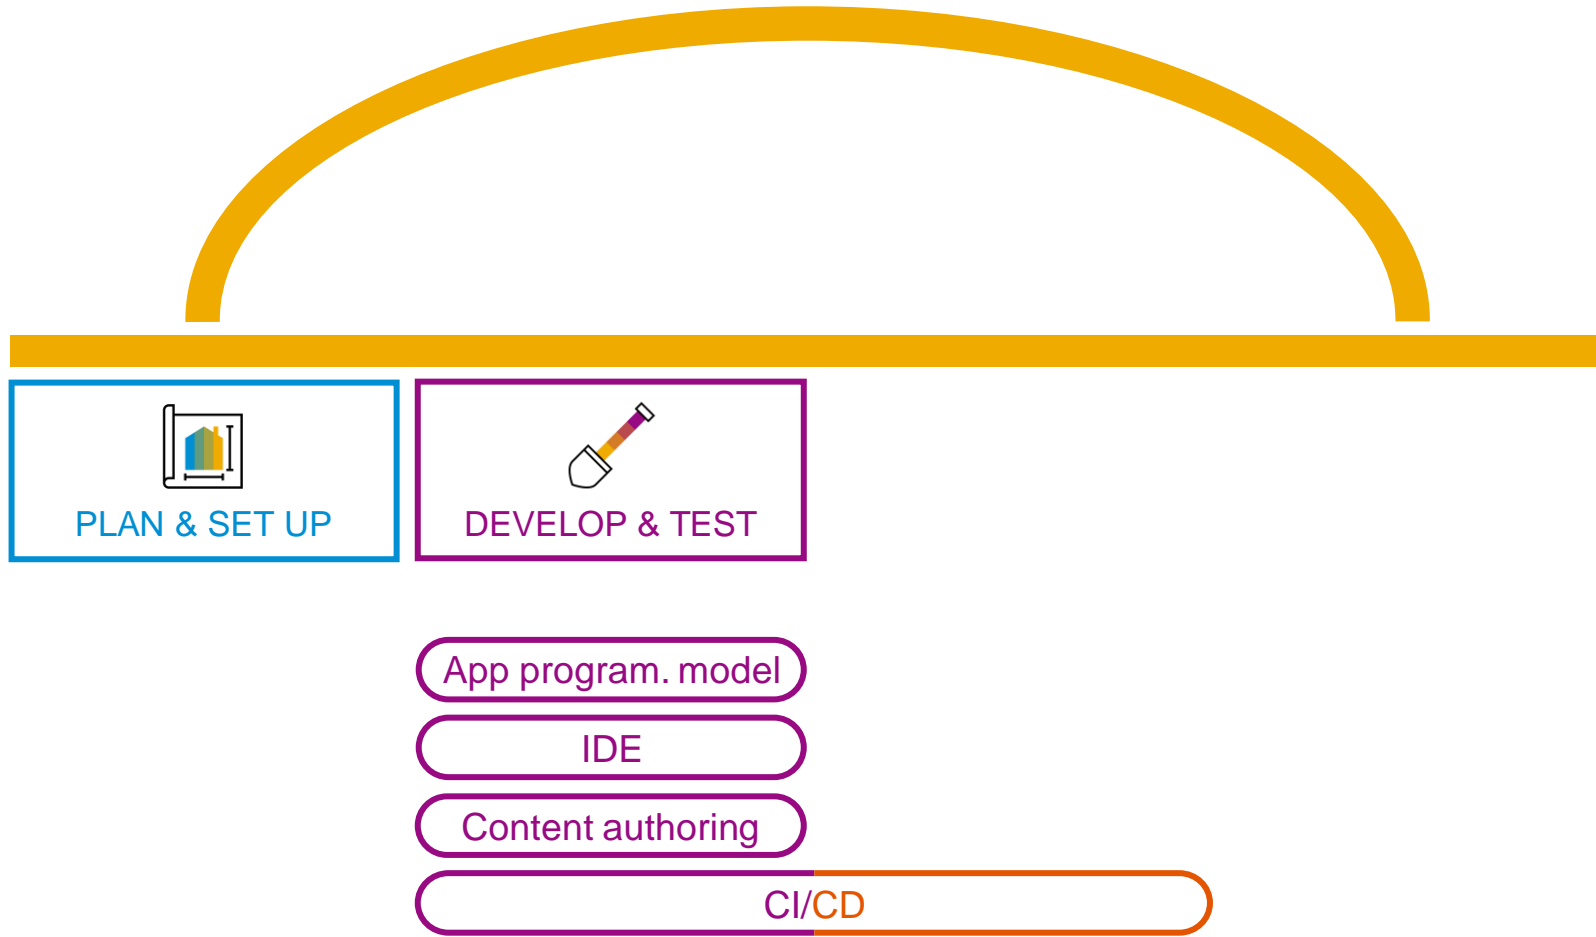 PLAN & SET UP
DEVELOP & TEST
App program. model
IDE
Content authoring
CI/CD